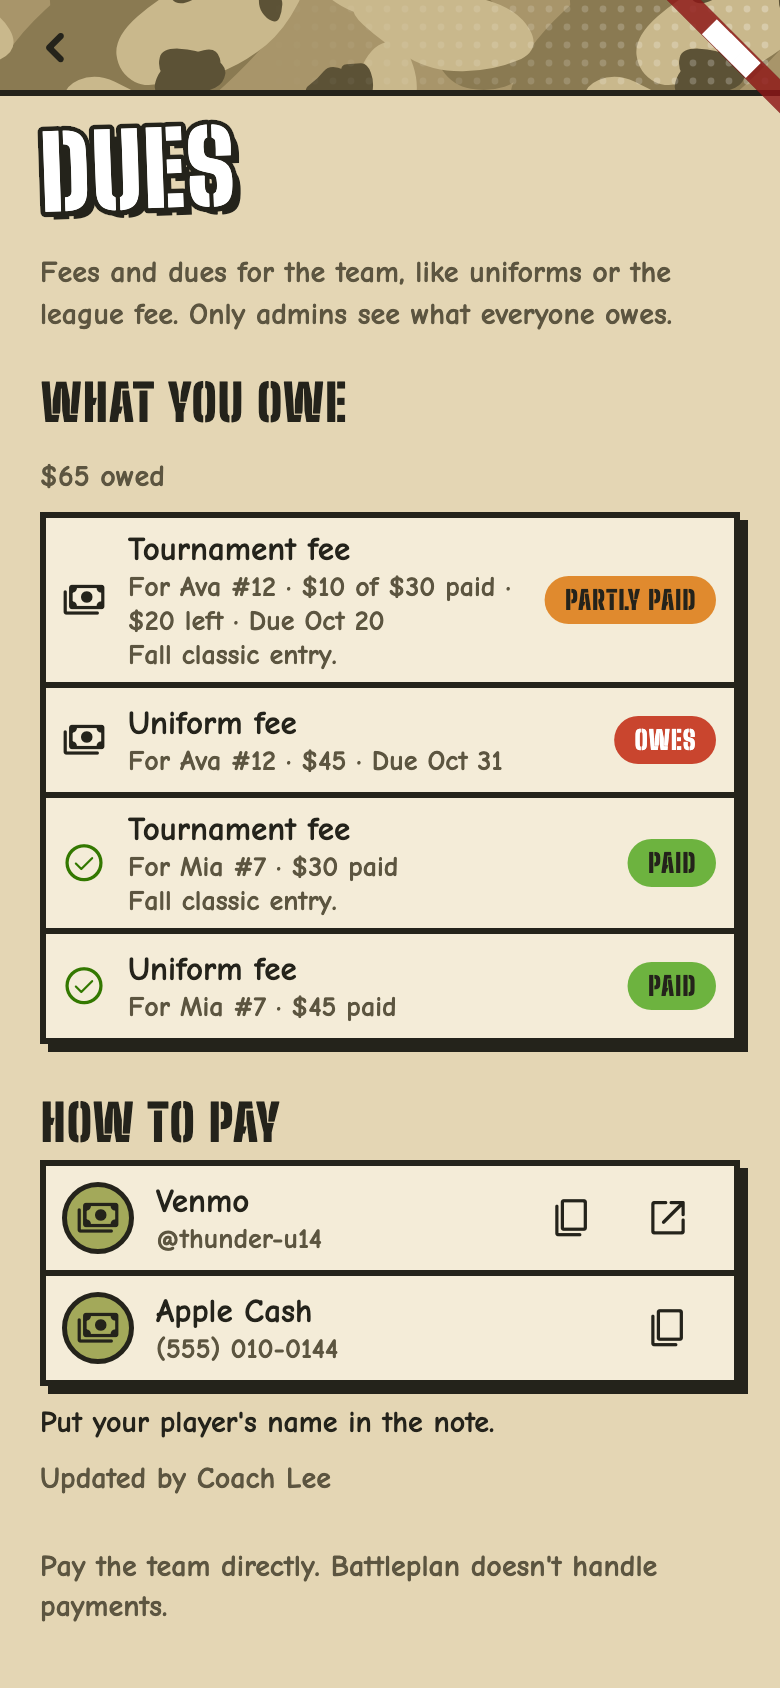 DUES
Fees and dues for the team, like uniforms or the
league fee. Only admins see what everyone owes.
WHAT YOU OWE
$65 owed
Tournament fee
For Ava #12 · $10 of $30 paid ·
$20 left · Due Oct 20
Fall classic entry.
PARTLY PAID
Uniform fee
For Ava #12 · $45 · Due Oct 31
OWES
Tournament fee
For Mia #7 · $30 paid
Fall classic entry.
PAID
Uniform fee
For Mia #7 · $45 paid
PAID
HOW TO PAY
Venmo
@thunder-u14
Apple Cash
(555) 010-0144
Put your player's name in the note.
Updated by Coach Lee
Pay the team directly. Battleplan doesn't handle
payments.